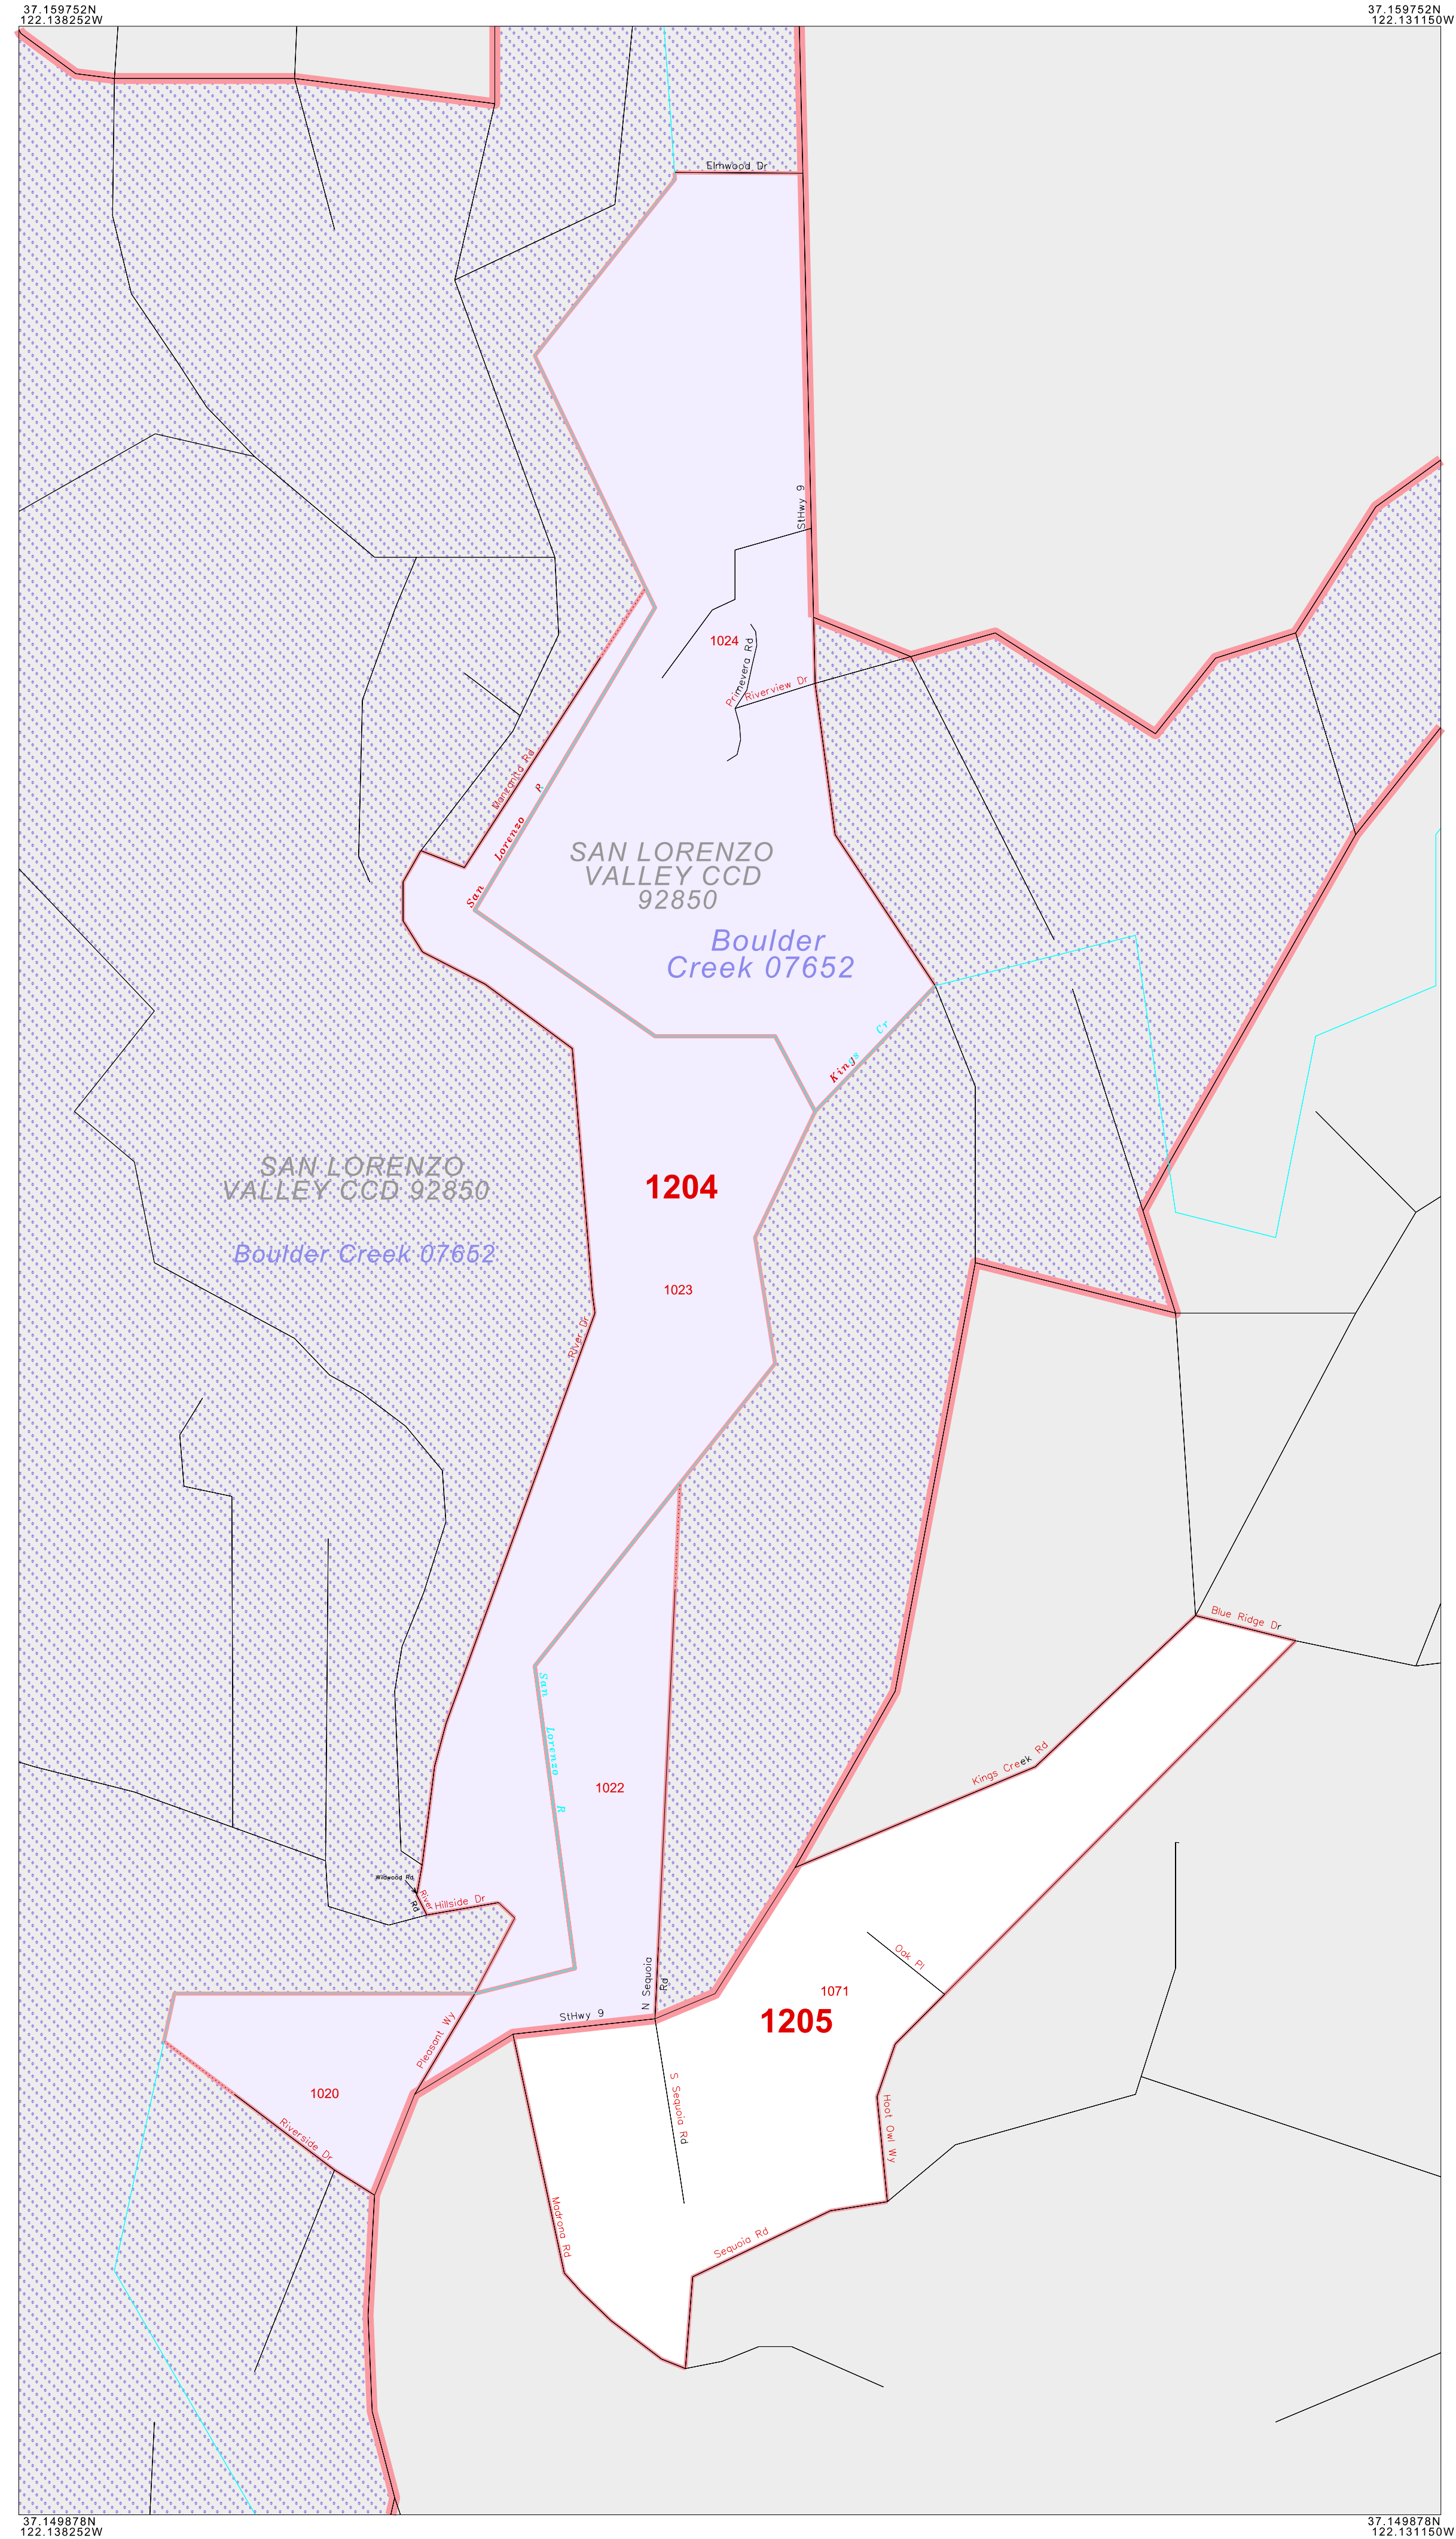 37.159752N
122.138252W
37.159752N
122.131150W
Elmwood Dr
StHwy 9
1024
Primevera Rd
Riverview Dr
Manzanita Rd
San Lorenzo R
SAN LORENZO
VALLEY CCD
92850
Boulder
Creek 07652
Kings Cr
SAN LORENZO
VALLEY CCD 92850
1204
Boulder Creek 07652
1023
River Dr
Blue Ridge Dr
San Lorenzo R
Kings Creek Rd
1022
Wildwood Rd
River Rd
Hillside Dr
Oak Pl
N Sequoia Rd
1071
StHwy 9
1205
Pleasant Wy
1020
S Sequoia Rd
Hoot Owl Wy
Riverside Dr
Madrona Rd
Sequoia Rd
37.149878N
122.138252W
37.149878N
122.131150W